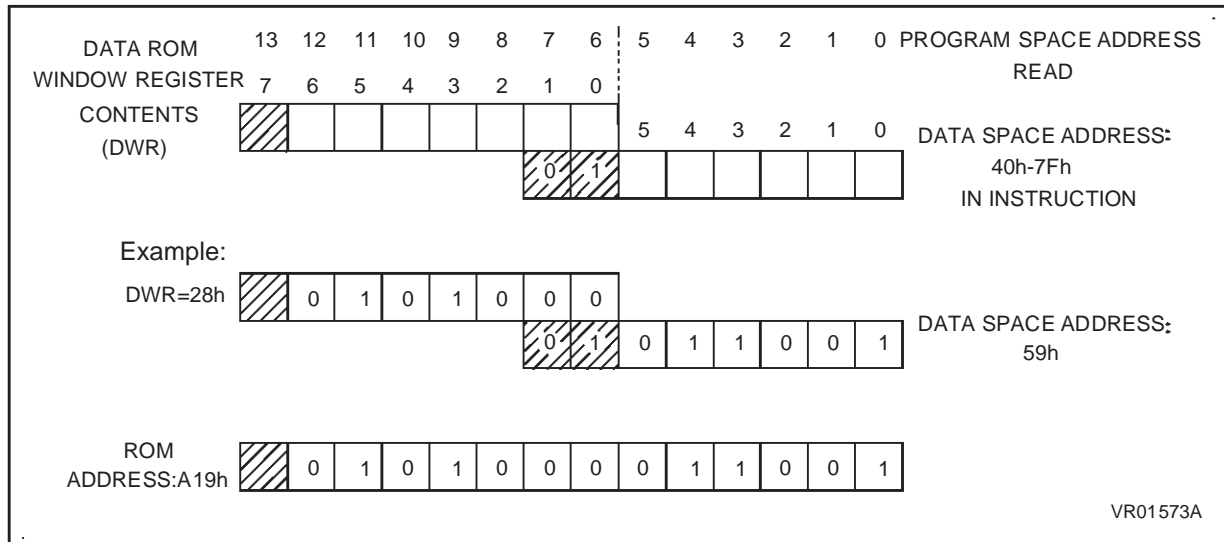 DATA ROM 13 12 11 10 9 8 7 6 5 4 3 2 1 0 PROGRAM SPACE ADDRESS
WINDOW REGISTER 7 6 5 4 3 2 1 0 READ
CONTENTS
(DWR) 5 4 3 2 1 0 DATA SPACE ADDRESS:
0 1 40h-7Fh
IN INSTRUCTION
Example:
DWR=28h 0 1 0 1 0 0 0
0 1 0 1 1 0 0 1 DATA SPACE ADDRESS:
59h
ROM
ADDRESS:A19h 0 1 0 1 0 0 0 0 1 1 0 0 1
VR01573A